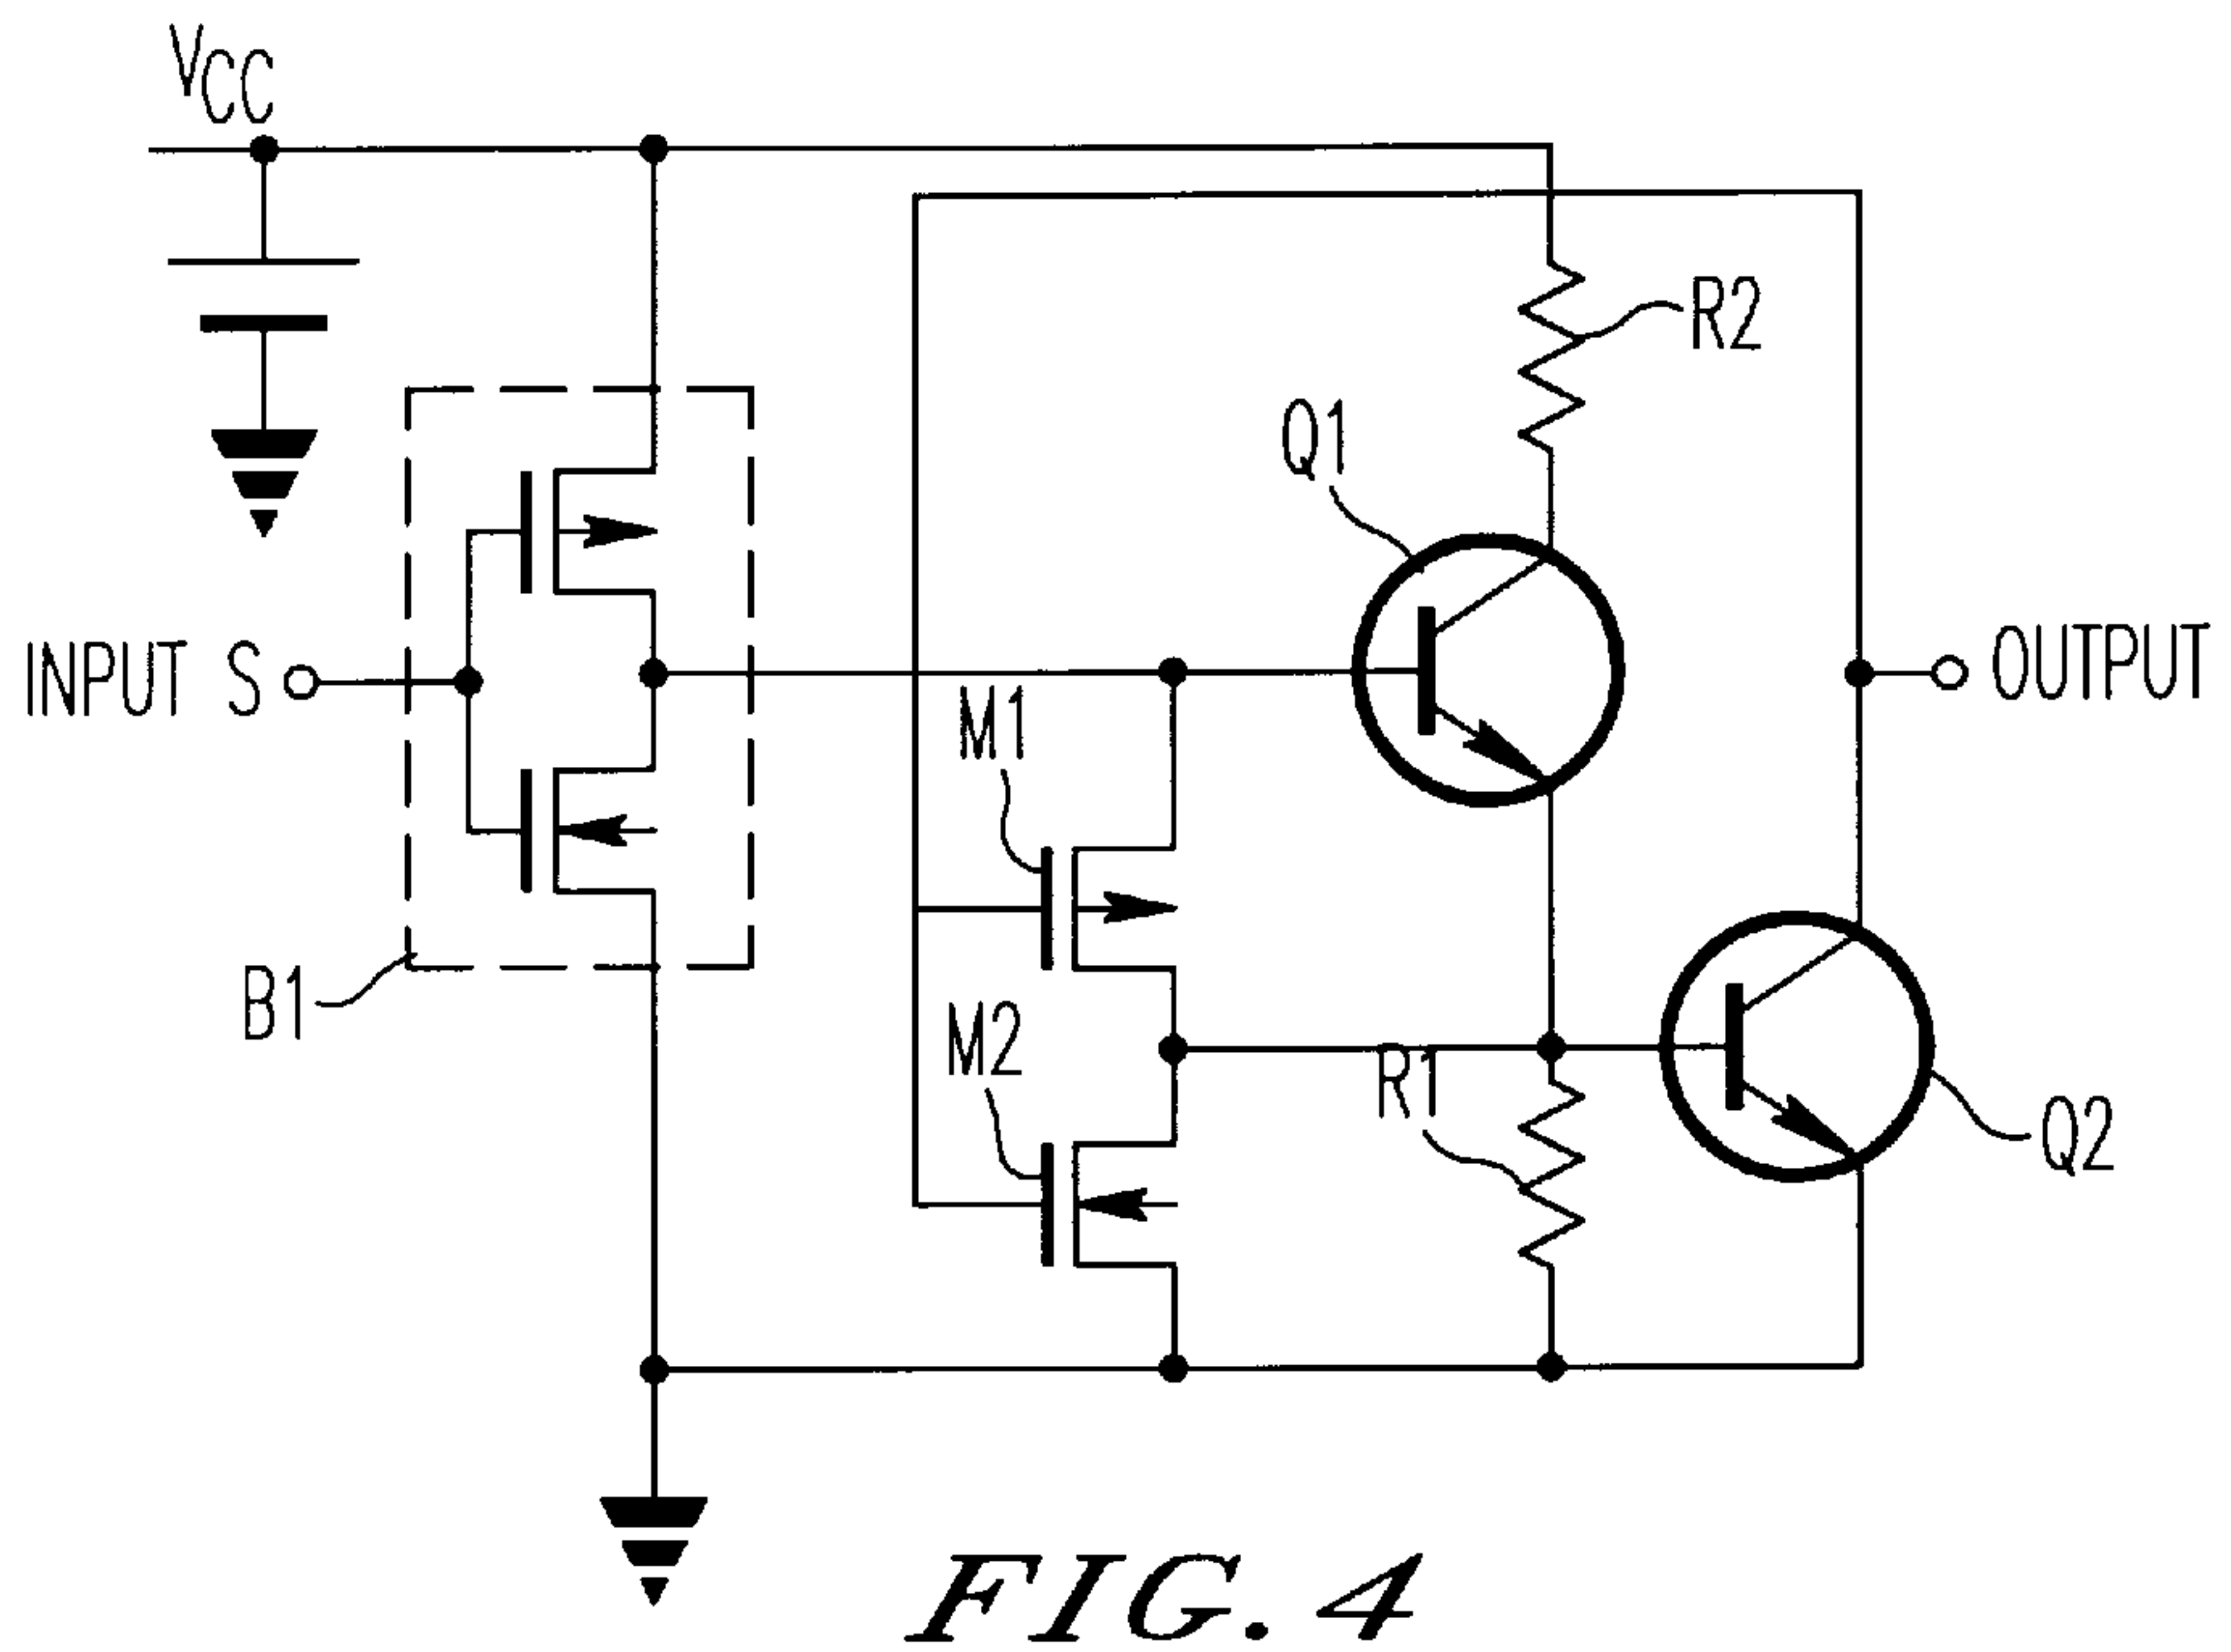 VCC
R2
Q1
INPUT S
OUTPUT
M1
B1
M2
R1
Q2
FIG. 4